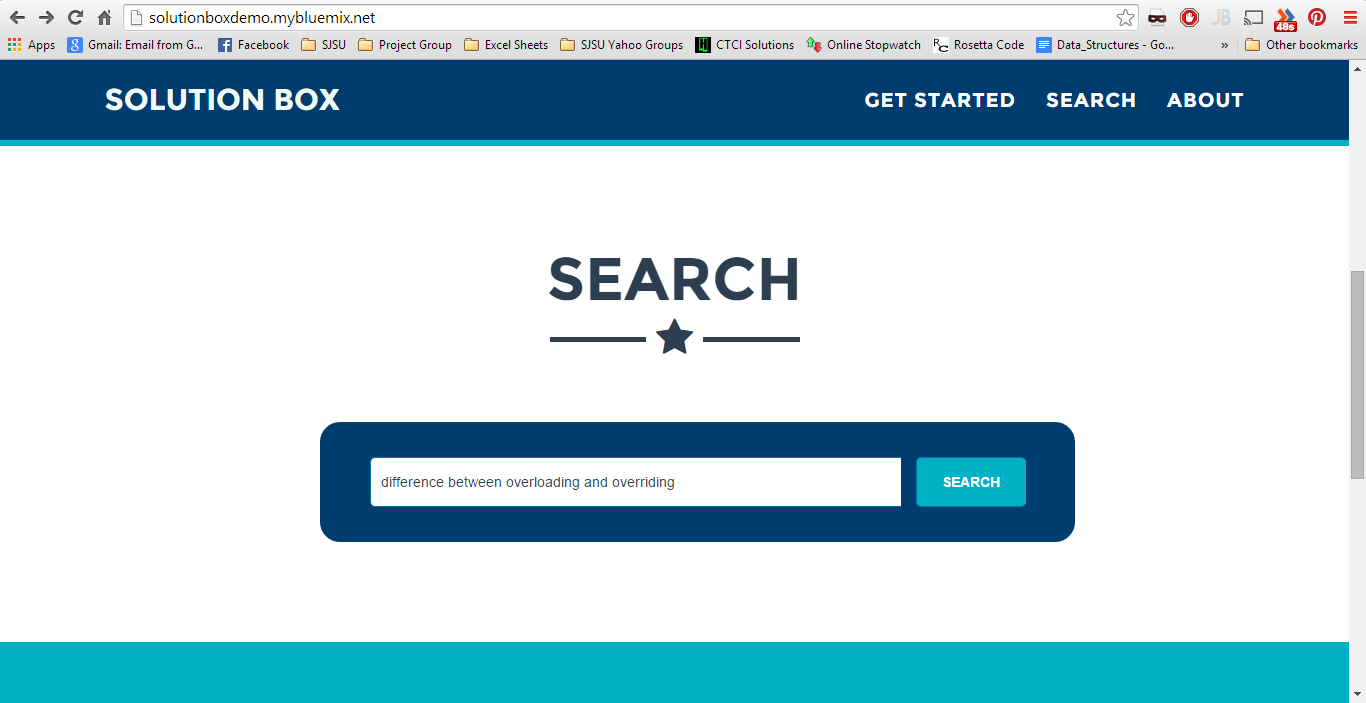 solutionboxdemo.mybluemix.net
JB
48s
Apps Gmail: Email from G... Facebook SJSU Project Group Excel Sheets SJSU Yahoo Groups CTCI Solutions Online Stopwatch Rosetta Code Data_Structures - Go... » Other bookmarks
SOLUTION BOX GET STARTED SEARCH ABOUT
SEARCH
difference between overloading and overriding SEARCH